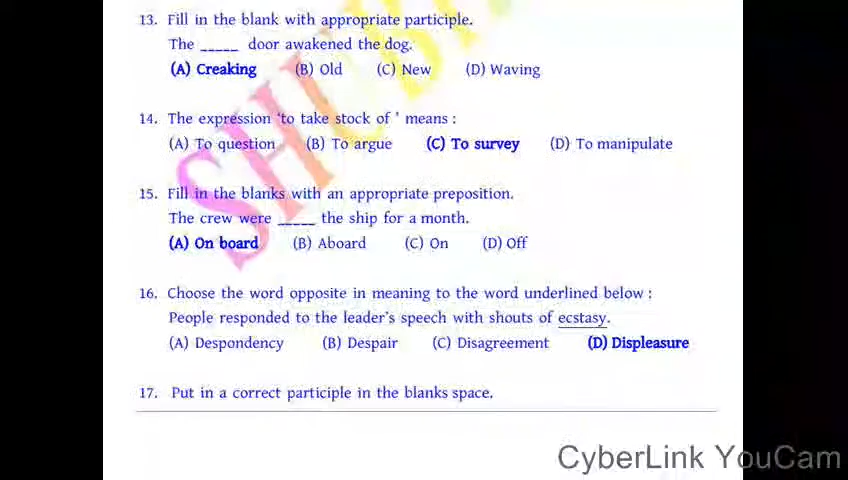 13. Fill in the blank with appropriate participle.
The _____ door awakened the dog.
(A) Creaking (B) Old (C) New (D) Waving
14. The expression 'to take stock of ' means :
(A) To question (B) To argue (C) To survey (D) To manipulate
15. Fill in the blanks with an appropriate preposition.
The crew were _____ the ship for a month.
(A) On board (B) Aboard (C) On (D) Off
16. Choose the word opposite in meaning to the word underlined below :
People responded to the leader's speech with shouts of ecstasy.
(A) Despondency (B) Despair (C) Disagreement (D) Displeasure
17. Put in a correct participle in the blanks space.
CyberLink YouCam